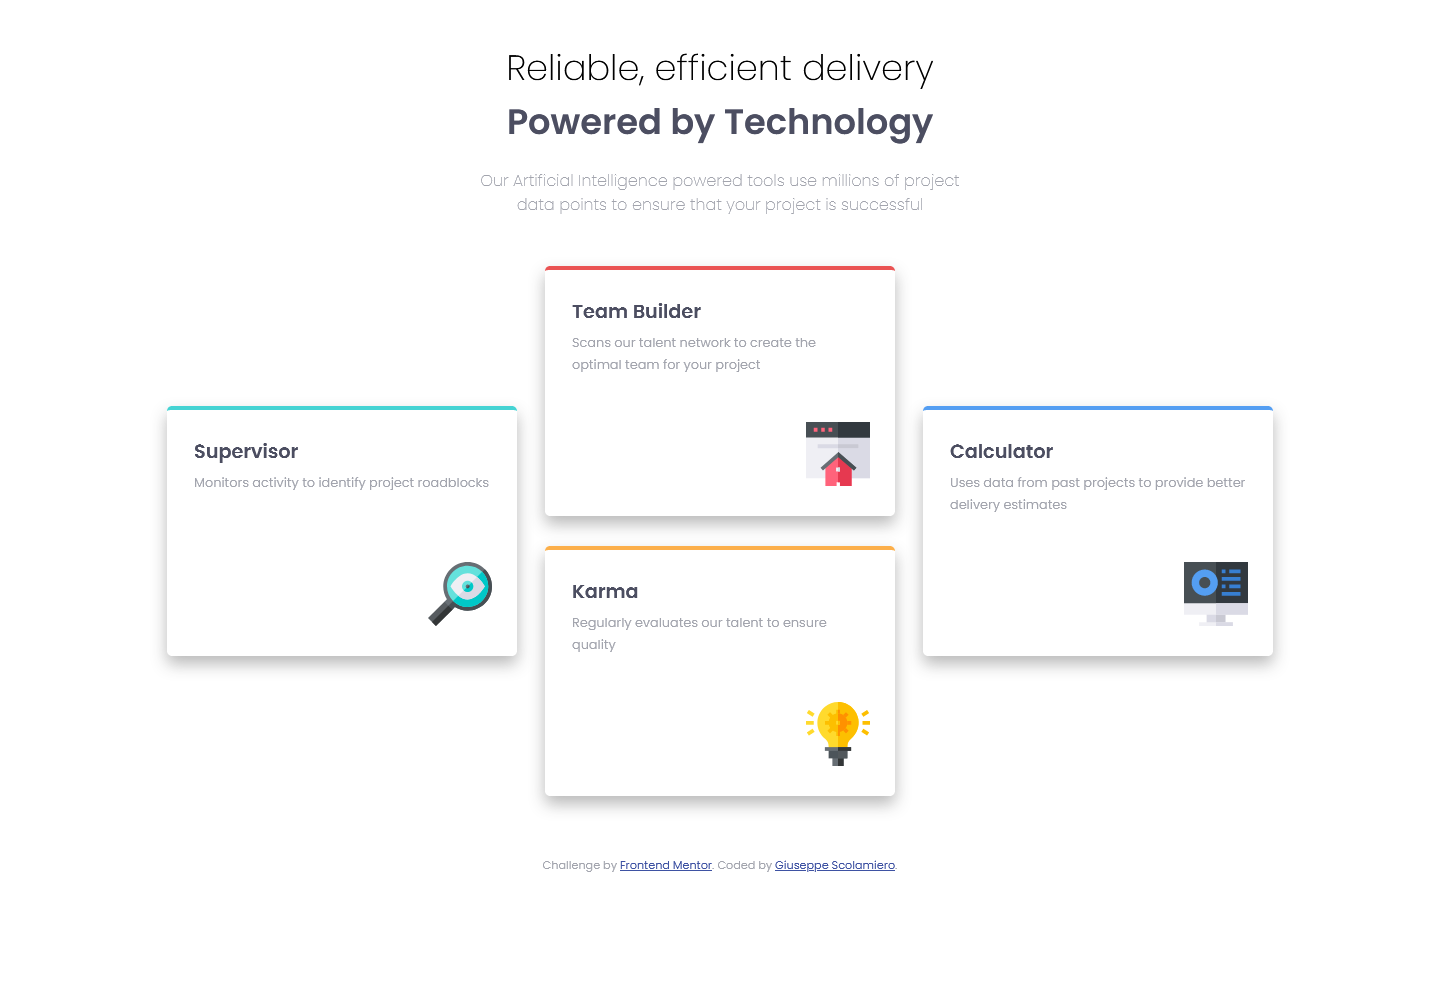 Reliable, efficient delivery
Powered by Technology
Our Artificial Intelligence powered tools use millions of project
data points to ensure that your project is successful
Supervisor
Monitors activity to identify project roadblocks
Team Builder
Scans our talent network to create the
optimal team for your project
Karma
Regularly evaluates our talent to ensure
quality
Calculator
Uses data from past projects to provide better
delivery estimates
Challenge by Frontend Mentor. Coded by Giuseppe Scolamiero.